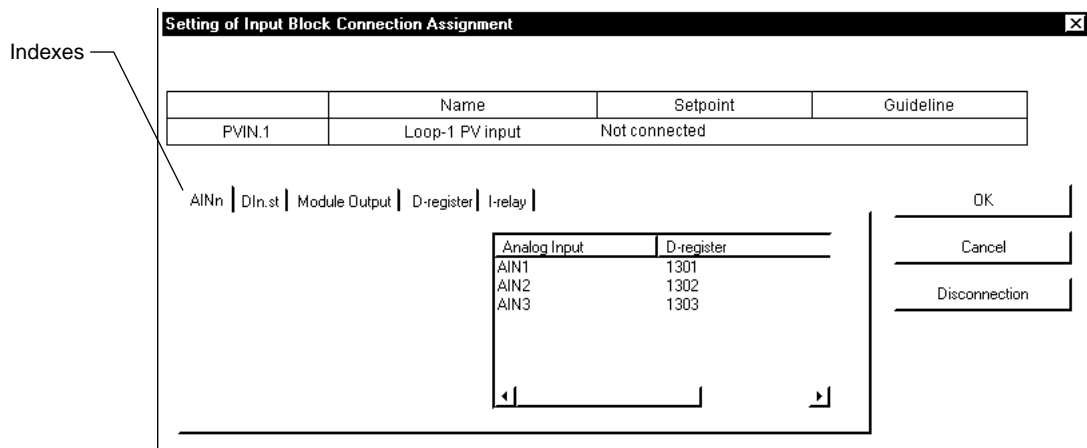 Setting of Input Block Connection Assignment
Indexes
Name Setpoint Guideline
PVIN.1 Loop-1 PV input Not connected
AINn DIn.st Module Output D-register I-relay
OK
Analog Input D-register
Cancel
AIN1 1301
AIN2 1302
Disconnection
AIN3 1303